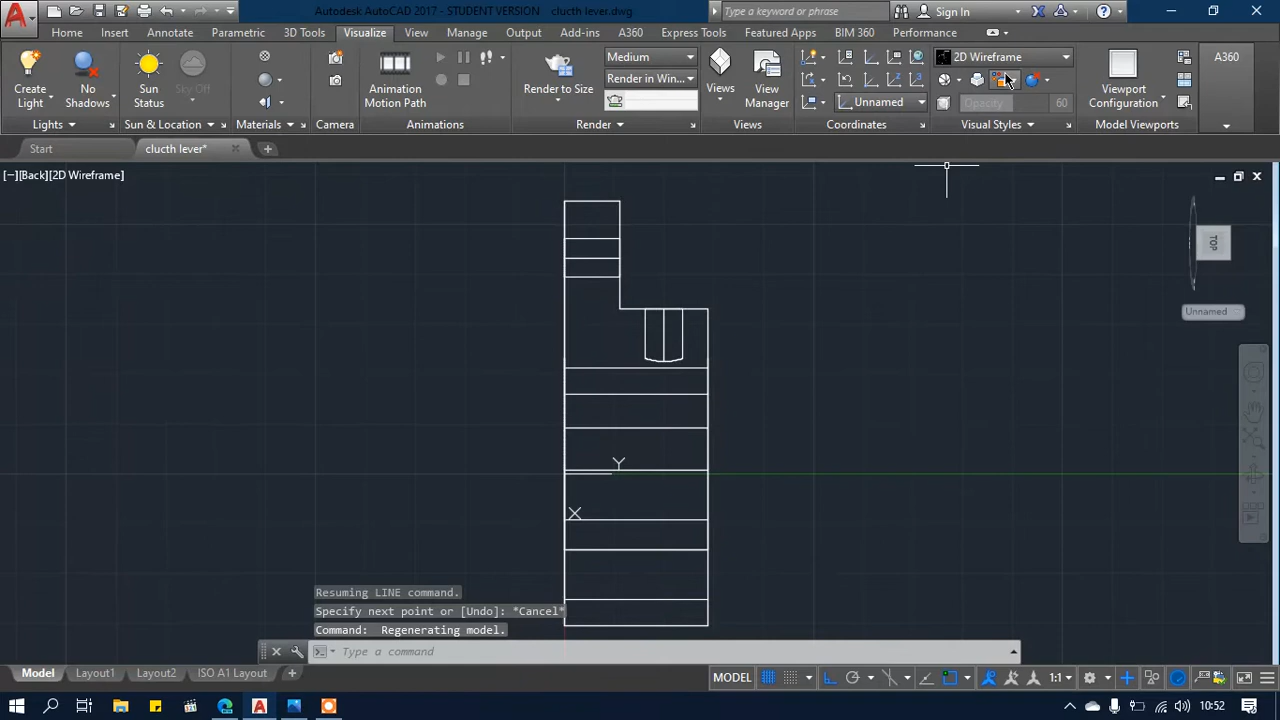 Autodesk AutoCAD 2017 - STUDENT VERSION clucth lever.dwg
Type a keyword or phrase
Sign In
Home Insert Annotate Parametric 3D Tools Visualize View Manage Output Add-ins A360 Express Tools Featured Apps BIM 360 Performance
Create Light
Shadows Off
Sun Status
Sky Off
Animation Motion Path
Render to Size
Medium
Render in Win...
Views
View Manager
Unnamed
2D Wireframe
Opacity 60
Viewport Configuration
A360
Lights Sun & Location Materials Camera Animations Render Views Coordinates Visual Styles Model Viewports
Start
clucth lever*
[−][Back][2D Wireframe]
TOP
Unnamed
Y
X
Resuming LINE command.
Specify next point or [Undo]: *Cancel*
Command: Regenerating model.
Type a command
Model Layout1 Layout2 ISO A1 Layout
MODEL
1:1
10:52